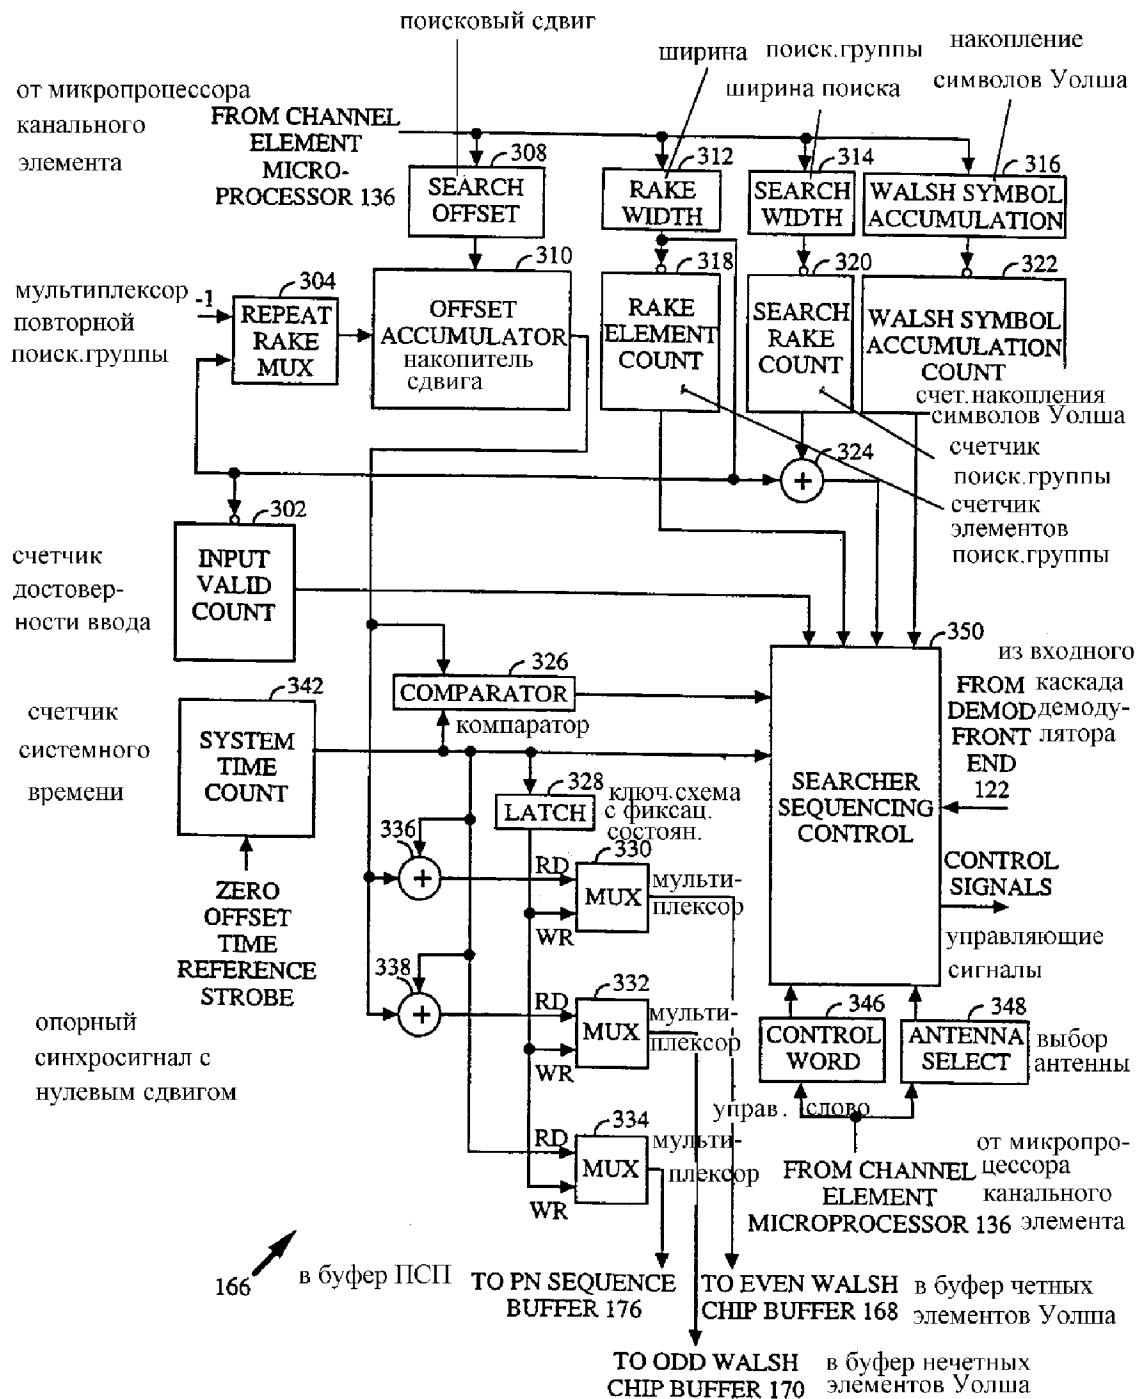 поисковый сдвиг
ширина
поиск.группы
накопление
символов Уолша
ширина поиска
от микропроцессора
канального
элемента
FROM CHANNEL
ELEMENT
MICRO-
PROCESSOR 136
308
SEARCH
OFFSET
312
RAKE
WIDTH
314
SEARCH
WIDTH
316
WALSH SYMBOL
ACCUMULATION
мультиплексор
повторной
поиск.группы
-1
304
REPEAT
RAKE
MUX
310
OFFSET
ACCUMULATOR
накопитель
сдвига
318
RAKE
ELEMENT
COUNT
320
SEARCH
RAKE
COUNT
322
WALSH SYMBOL
ACCUMULATION
COUNT
счет.накопления
символов Уолша
324
+
счетчик
поиск.группы
счетчик
элементов
поиск.группы
302
INPUT
VALID
COUNT
счетчик
достовер-
ности ввода
326
COMPARATOR
компаратор
350
SEARCHER
SEQUENCING
CONTROL
из входного
каскада
демоду-
лятора
FROM
DEMOD
FRONT
END
122
342
SYSTEM
TIME
COUNT
счетчик
системного
времени
328
LATCH
ключ.схема
с фиксац.
состоян.
336
+
RD
WR
330
MUX
мульти-
плексор
CONTROL
SIGNALS
управляющие
сигналы
ZERO
OFFSET
TIME
REFERENCE
STROBE
опорный
синхросигнал с
нулевым сдвигом
338
+
RD
WR
332
MUX
мульти-
плексор
346
CONTROL
WORD
348
ANTENNA
SELECT
выбор
антенны
управ. слово
RD
WR
334
MUX
мульти-
плексор
FROM CHANNEL
ELEMENT
MICROPROCESSOR 136
от микропро-
цессора
канального
элемента
166
в буфер ПСП
TO PN SEQUENCE
BUFFER 176
TO EVEN WALSH
CHIP BUFFER 168
в буфер четных
элементов Уолша
TO ODD WALSH
CHIP BUFFER 170
в буфер нечетных
элементов Уолша